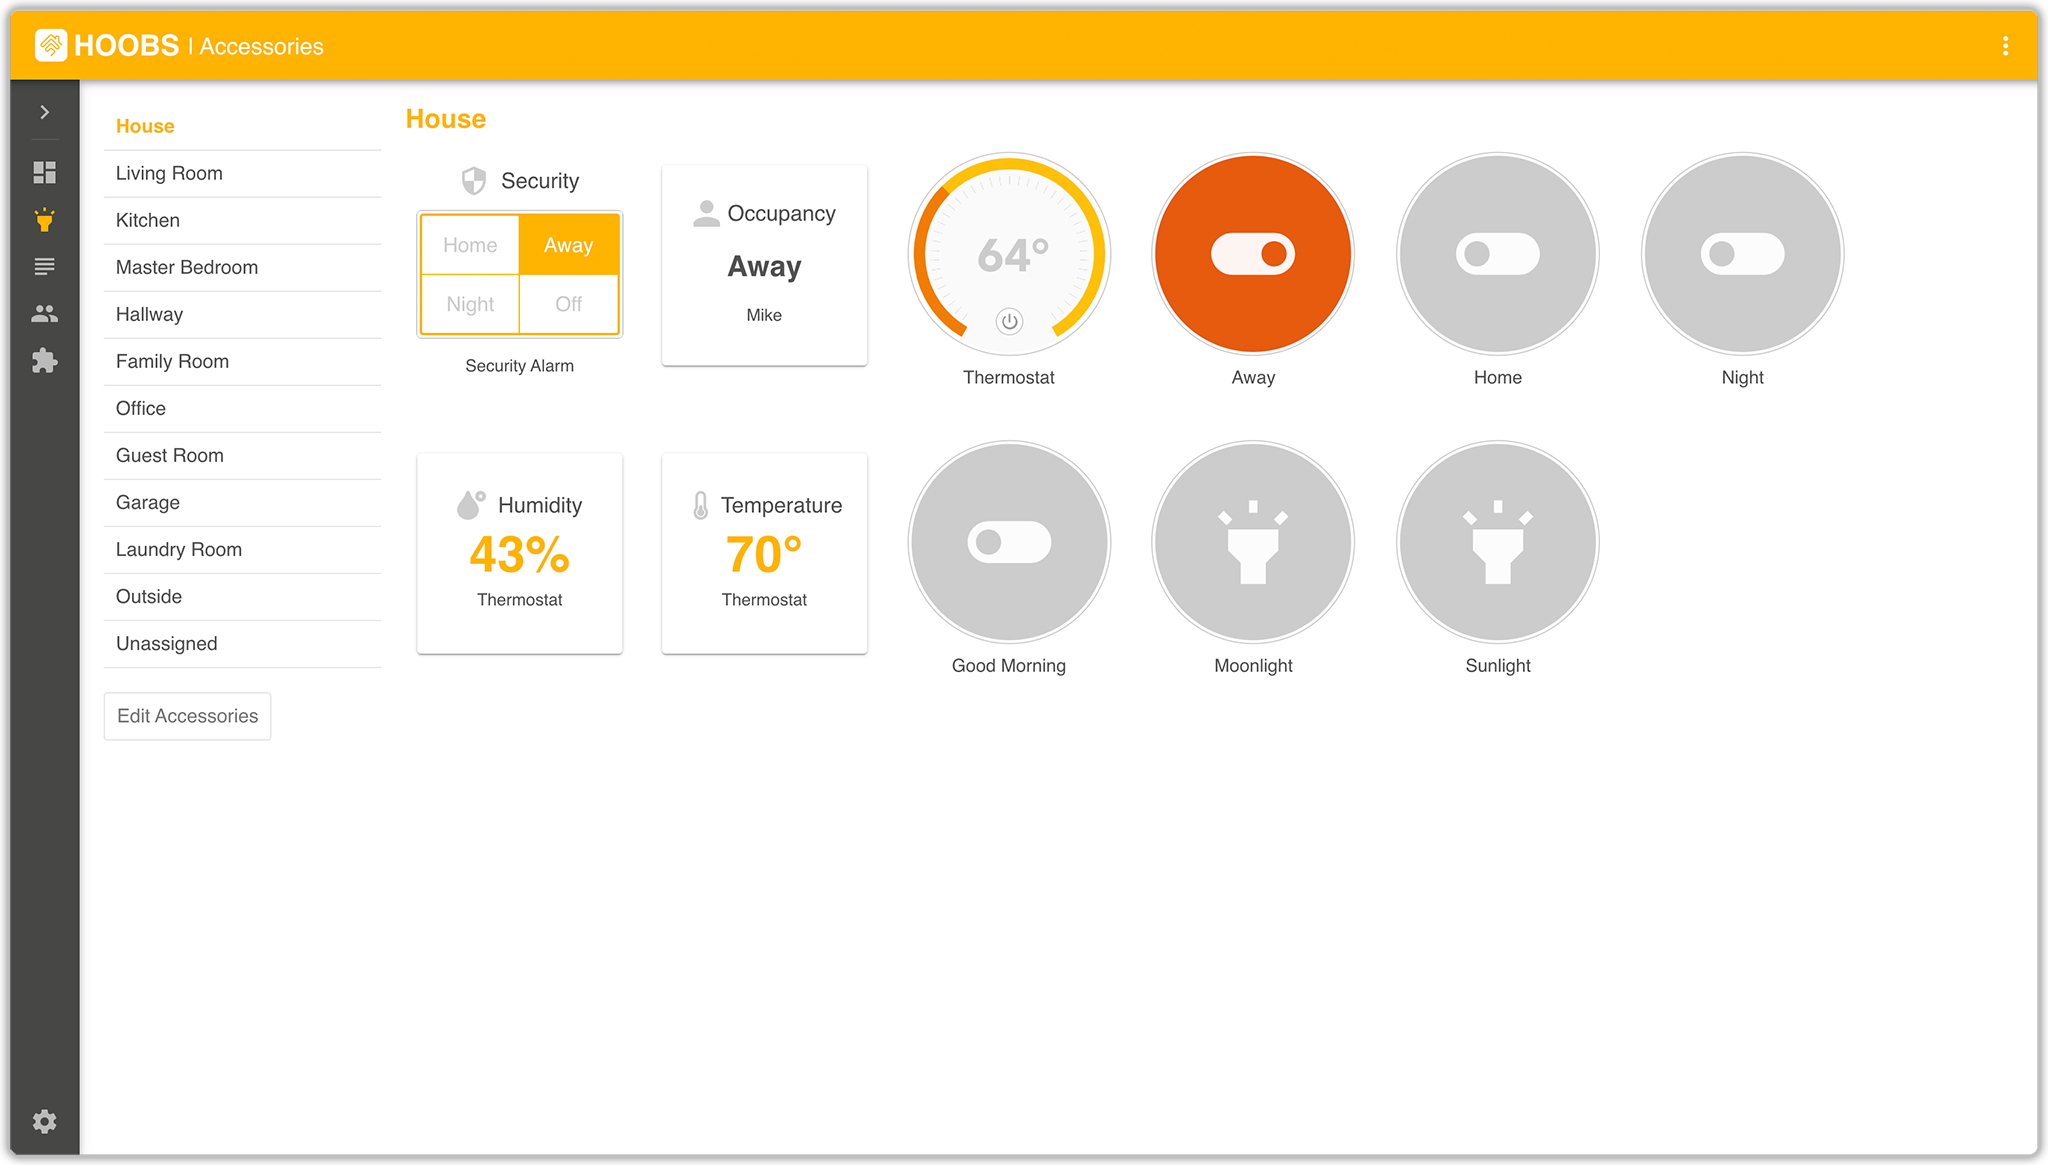 HOOBS | Accessories
House
Living Room
Kitchen
Master Bedroom
Hallway
Family Room
Office
Guest Room
Garage
Laundry Room
Outside
Unassigned
Edit Accessories
House
Security
Home
Away
Night
Off
Security Alarm
Occupancy
Away
Mike
64°
Thermostat
Away
Home
Night
Humidity
43%
Thermostat
Temperature
70°
Thermostat
Good Morning
Moonlight
Sunlight